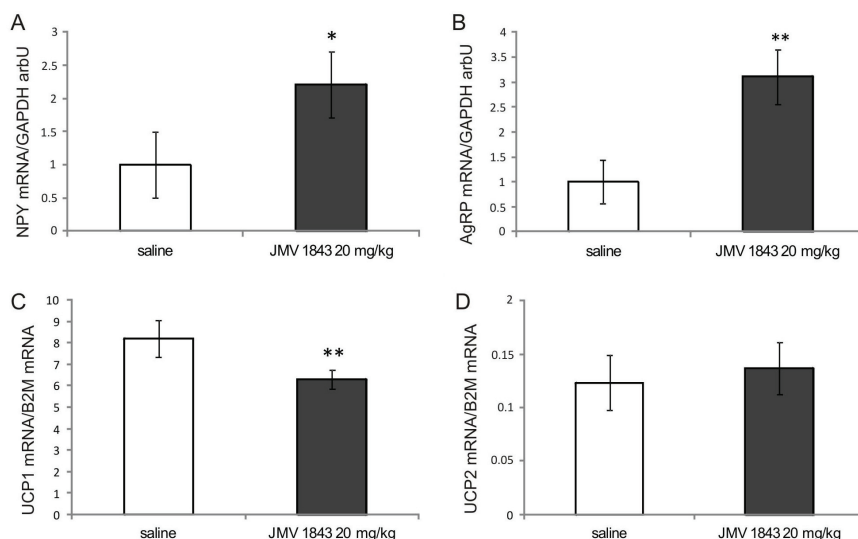 A
NPY mRNA/GAPDH arbU
3
2.5
2
1.5
1
0.5
0
*
saline
JMV 1843 20 mg/kg
B
AgRP mRNA/GAPDH arbU
4
3.5
3
2.5
2
1.5
1
0.5
0
**
saline
JMV 1843 20 mg/kg
C
UCP1 mRNA/B2M mRNA
10
9
8
7
6
5
4
3
2
1
0
**
saline
JMV 1843 20 mg/kg
D
UCP2 mRNA/B2M mRNA
0.2
0.15
0.1
0.05
0
saline
JMV 1843 20 mg/kg